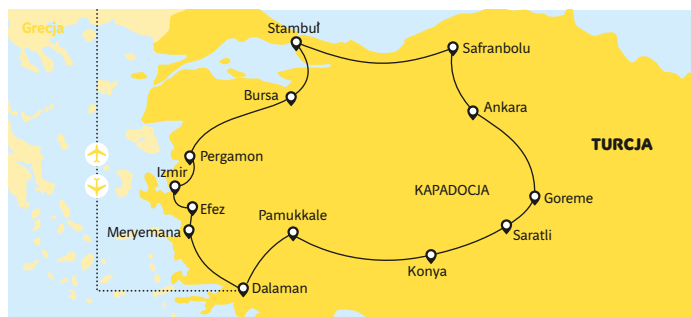 Grecja
Stambuł
Safranbolu
Bursa
Ankara
TURCJA
Pergamon
Izmir
KAPADOCJA
Goreme
Efez
Pamukkale
Meryemana
Saratli
Konya
Dalaman